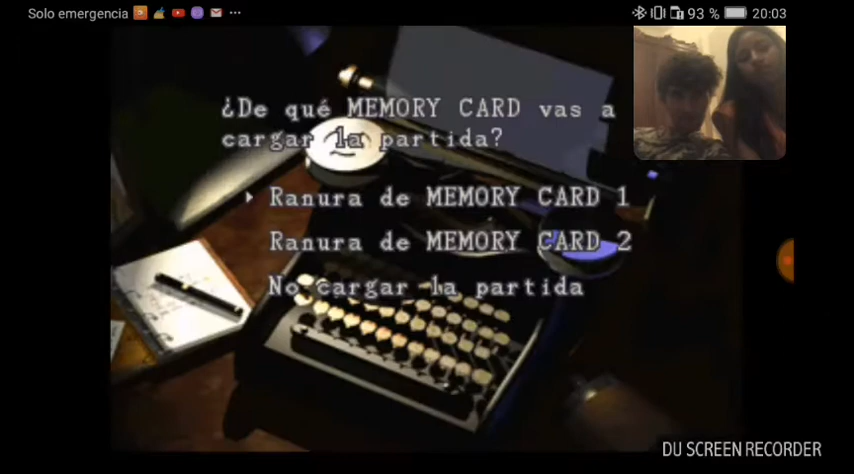 Solo emergencia
93 %
20:03
¿De qué MEMORY CARD vas a
cargar la partida?
Ranura de MEMORY CARD 1
Ranura de MEMORY CARD 2
No cargar la partida
DU SCREEN RECORDER